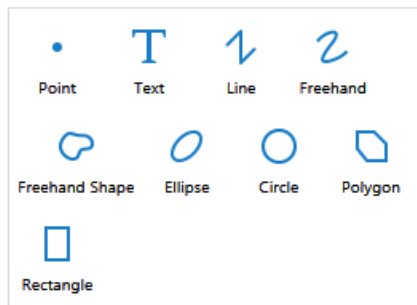 Point Text Line Freehand
Freehand Shape Ellipse Circle Polygon
Rectangle